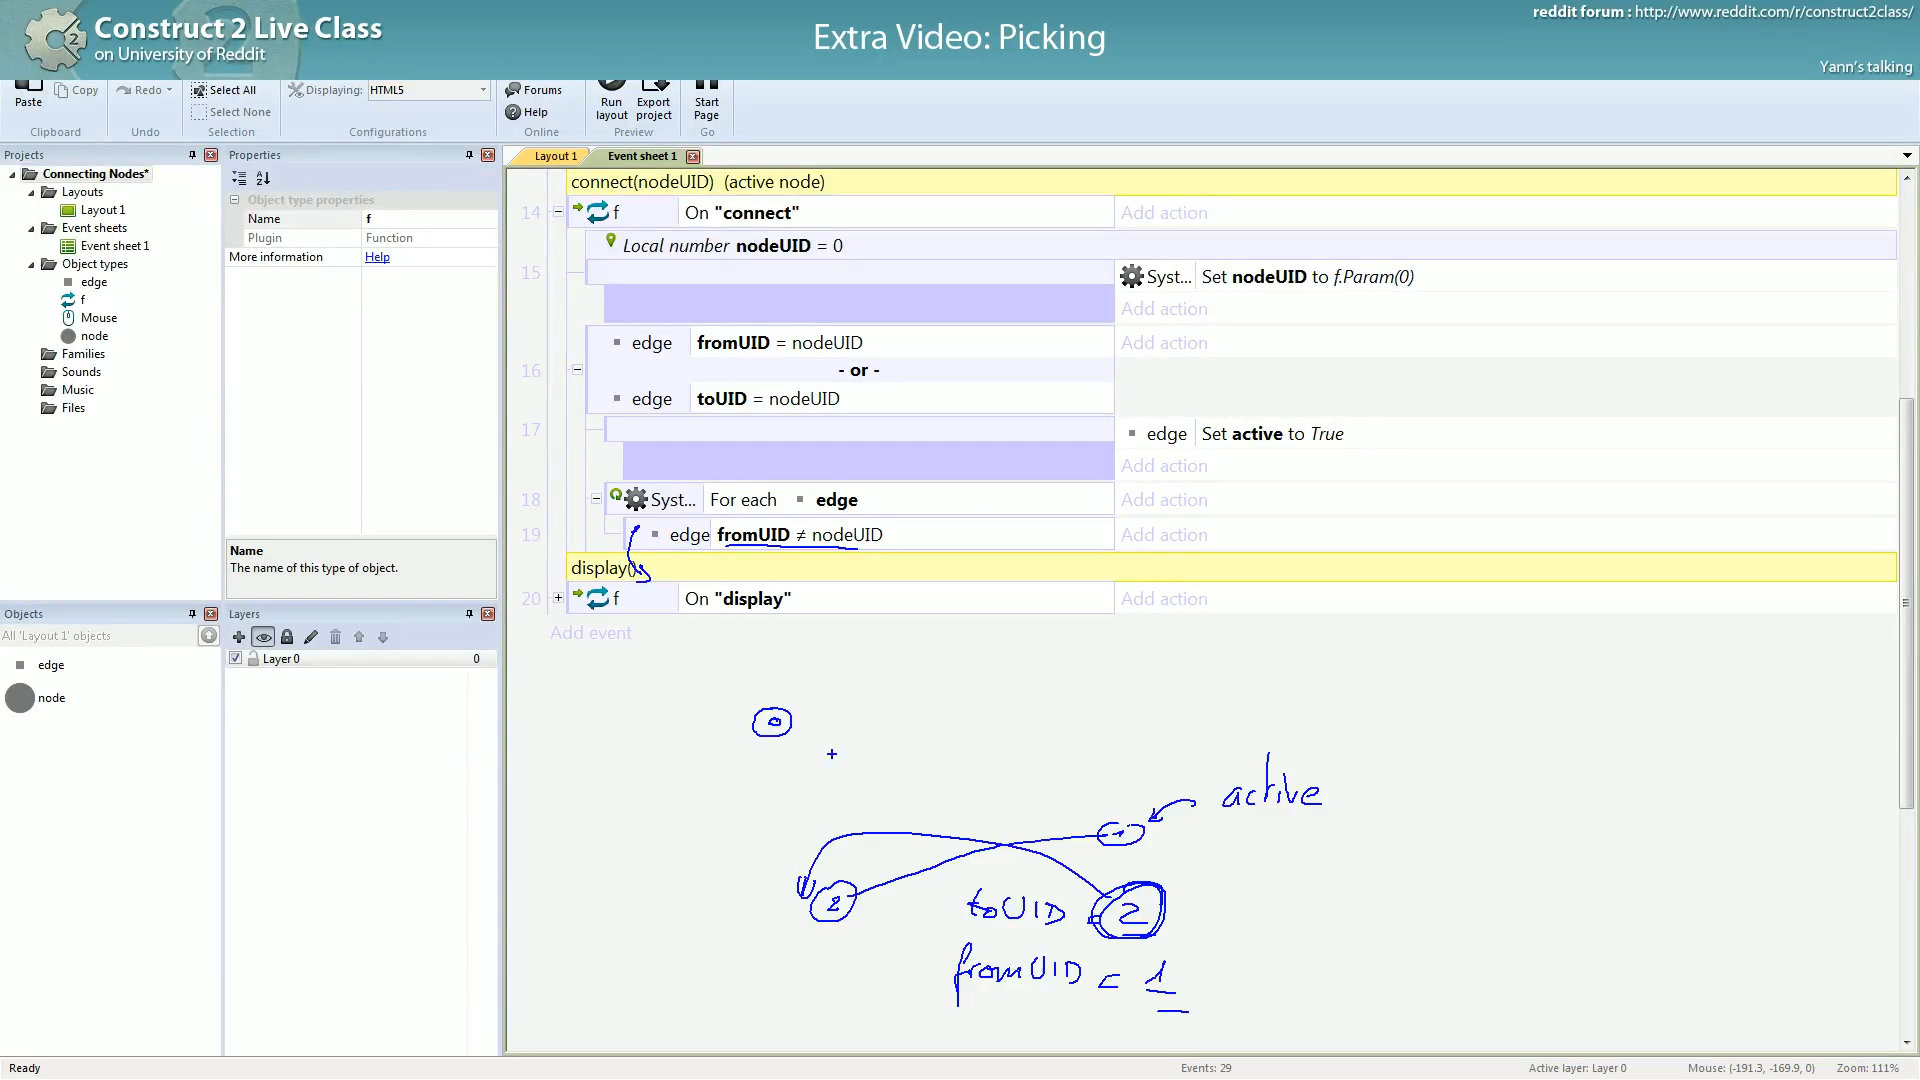 Construct 2 Live Class
on University of Reddit
Extra Video: Picking
reddit forum : http://www.reddit.com/r/construct2class/
Yann's talking
Paste
Copy
Redo
Select All
Select None
Displaying:
HTML5
Forums
Help
Run layout
Export project
Start Page
Clipboard
Undo
Selection
Configurations
Online
Preview
Go
Projects
Connecting Nodes*
Layouts
Layout 1
Event sheets
Event sheet 1
Object types
edge
f
Mouse
node
Families
Sounds
Music
Files
Properties
Object type properties
Name f
Plugin Function
More information Help
Name
The name of this type of object.
Objects
All 'Layout 1' objects
edge
node
Layers
Layer 0 0
Layout 1
Event sheet 1
connect(nodeUID) (active node)
14 f On "connect" Add action
Local number nodeUID = 0
15 Syst... Set nodeUID to f.Param(0)
Add action
edge fromUID = nodeUID Add action
16 - or -
edge toUID = nodeUID
17 edge Set active to True
Add action
18 Syst... For each edge Add action
19 edge fromUID ≠ nodeUID Add action
display()
20 f On "display" Add action
Add event
0
active
1
2
toUID = 2
fromUID = 1
Ready
Events: 29
Active layer: Layer 0
Mouse: (-191.3, -169.9, 0)
Zoom: 111%